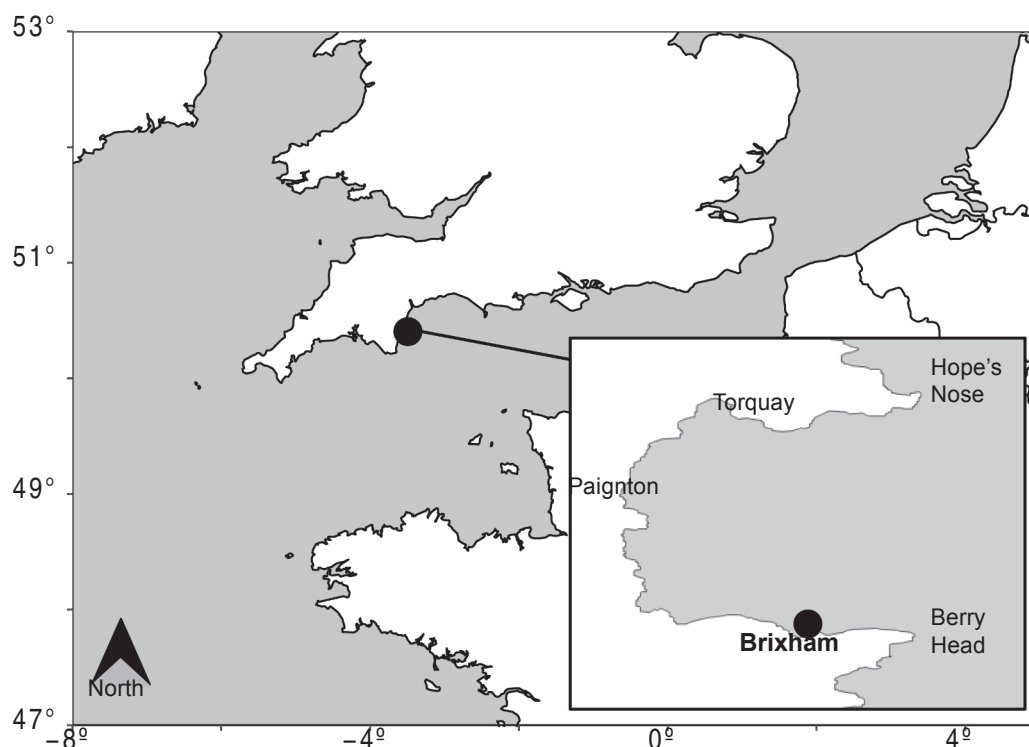 53°
51°
49°
47°
-8º
-4º
0º
4º
North
Hope's
Nose
Torquay
Paignton
Berry
Head
Brixham